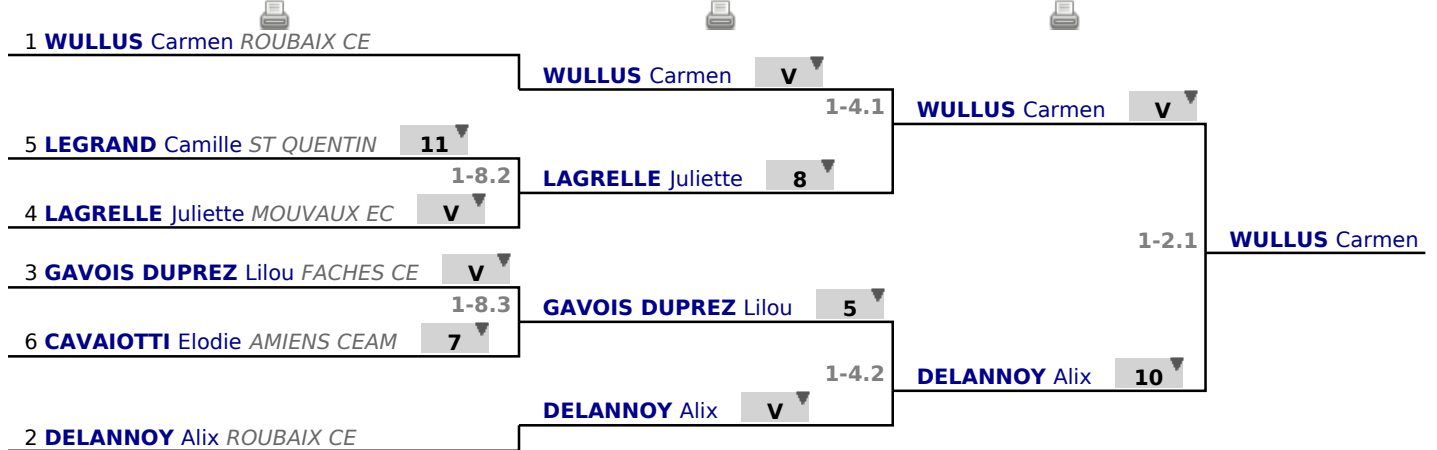 1 WULLUS Carmen ROUBAIX CE
WULLUS Carmen V
1-4.1
WULLUS Carmen V
5 LEGRAND Camille ST QUENTIN 11
1-8.2
LAGRELLE Juliette 8
4 LAGRELLE Juliette MOUVAUX EC V
1-2.1
WULLUS Carmen
3 GAVOIS DUPREZ Lilou FACHES CE V
1-8.3
GAVOIS DUPREZ Lilou 5
6 CAVAIOTTI Elodie AMIENS CEAM 7
1-4.2
DELANNOY Alix 10
DELANNOY Alix V
2 DELANNOY Alix ROUBAIX CE